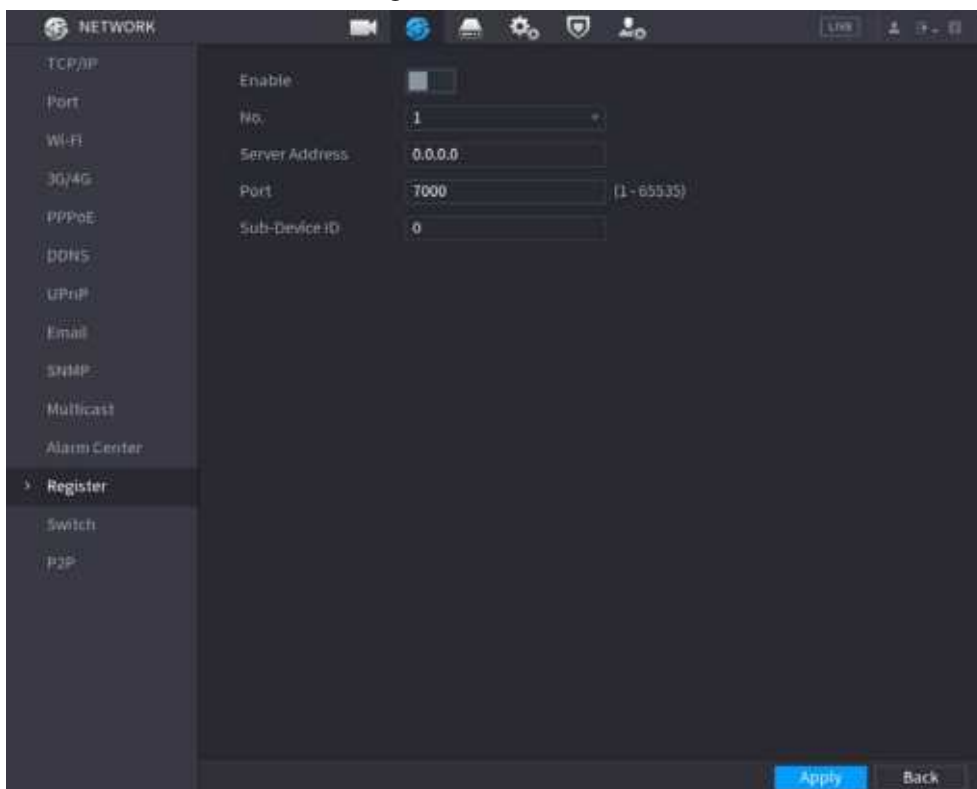 NETWORK
LIVE
TCP/IP
Port
Wi-Fi
3G/4G
PPPoE
DDNS
UPnP
Email
SNMP
Multicast
Alarm Center
Register
Switch
P2P
Enable
No. 1
Server Address 0.0.0.0
Port 7000 (1 - 65535)
Sub-Device ID 0
Apply Back